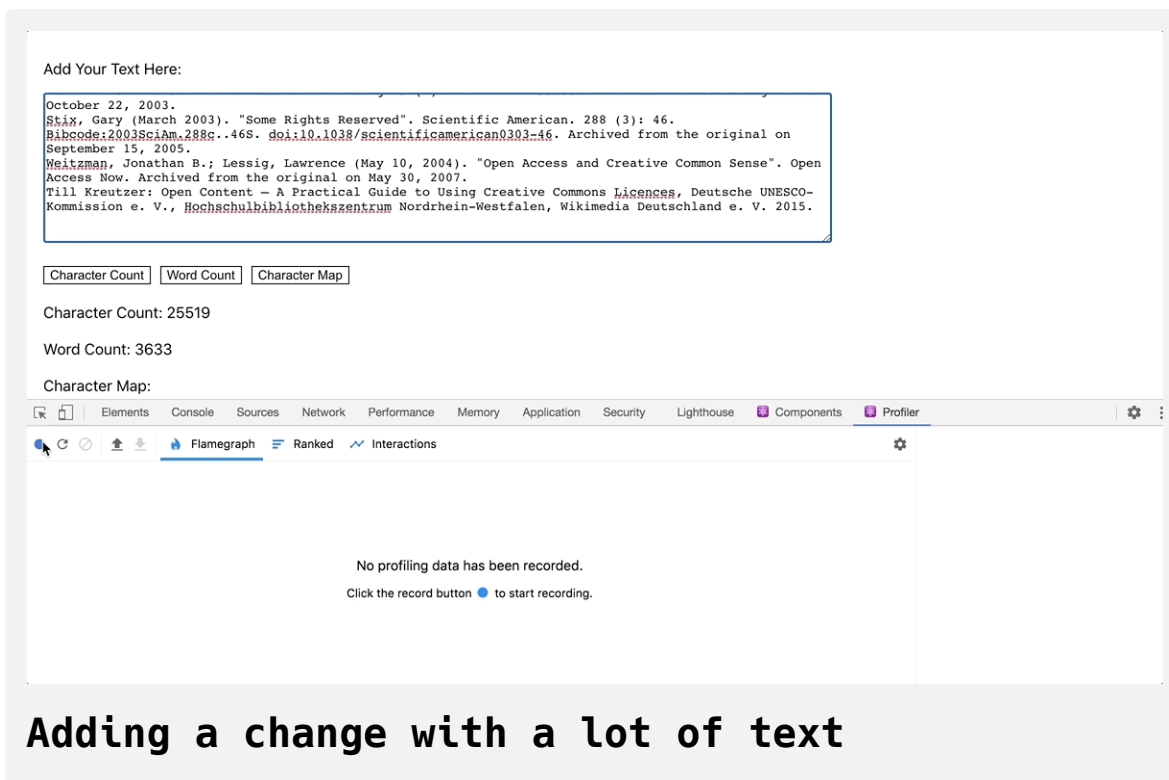 Add Your Text Here:
October 22, 2003.
Stix, Gary (March 2003). "Some Rights Reserved". Scientific American. 288 (3): 46.
Bibcode:2003SciAm.288c..46S. doi:10.1038/scientificamerican0303-46. Archived from the original on
September 15, 2005.
Weitzman, Jonathan B.; Lessig, Lawrence (May 10, 2004). "Open Access and Creative Common Sense". Open
Access Now. Archived from the original on May 30, 2007.
Till Kreutzer: Open Content – A Practical Guide to Using Creative Commons Licences, Deutsche UNESCO-
Kommission e. V., Hochschulbibliothekszentrum Nordrhein-Westfalen, Wikimedia Deutschland e. V. 2015.
Character Count Word Count Character Map
Character Count: 25519
Word Count: 3633
Character Map:
Elements Console Sources Network Performance Memory Application Security Lighthouse Components Profiler
Flamegraph Ranked Interactions
No profiling data has been recorded.
Click the record button to start recording.
Adding a change with a lot of text